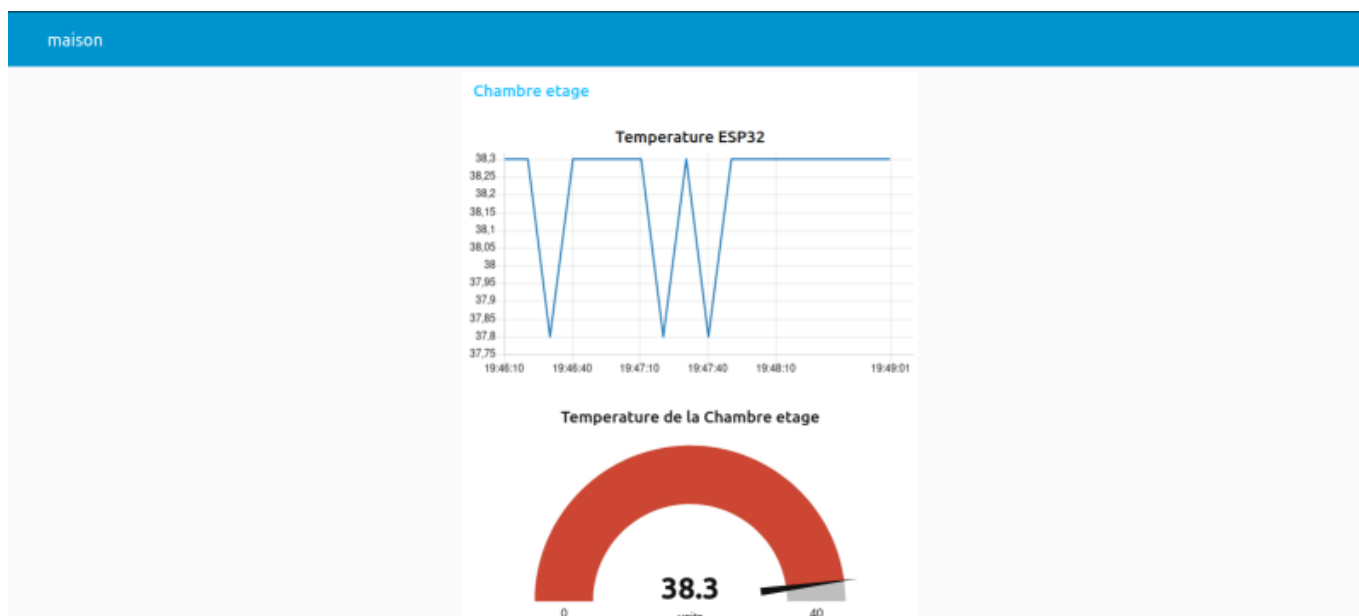 maison
Chambre etage
Temperature ESP32
38,3
38,25
38,2
38,15
38,1
38,05
38
37,95
37,9
37,85
37,8
37,75
19:46:10 19:46:40 19:47:10 19:47:40 19:48:10 19:49:01
Temperature de la Chambre etage
38.3
0 units 40